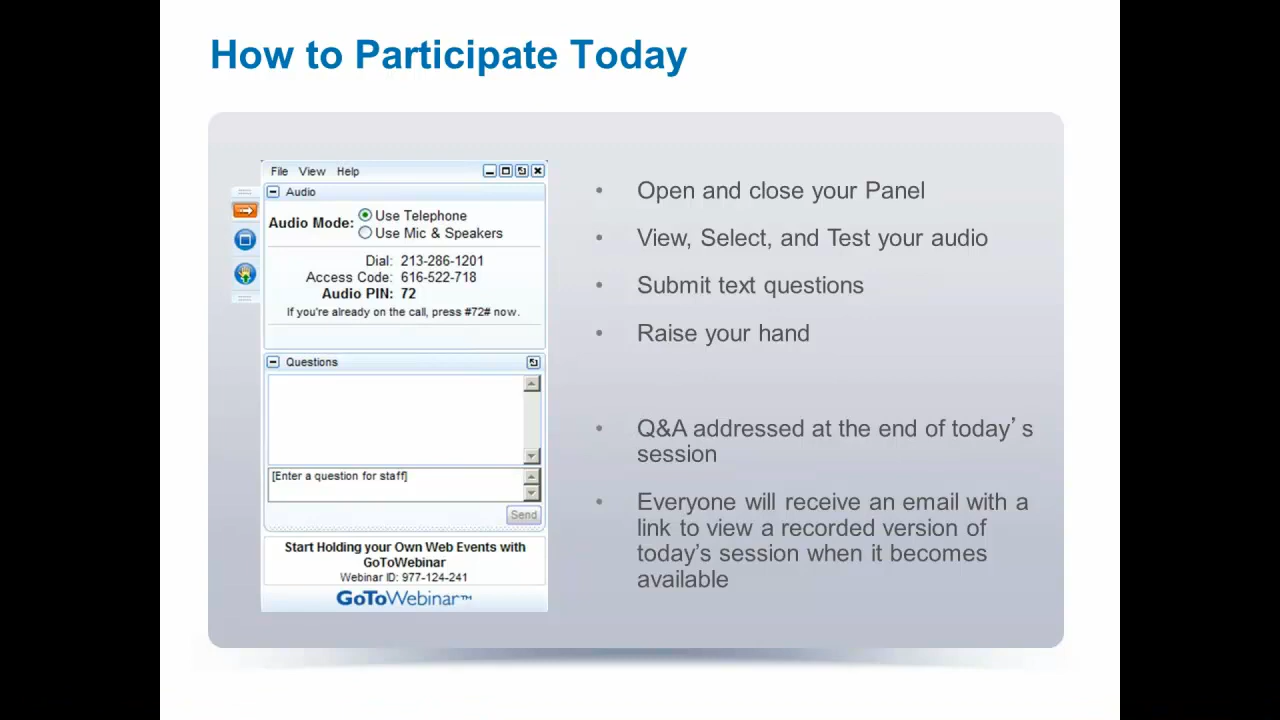 How to Participate Today
File View Help
Audio
Audio Mode: Use Telephone
Use Mic & Speakers
Dial: 213-286-1201
Access Code: 616-522-718
Audio PIN: 72
If you're already on the call, press #72# now.
Questions
[Enter a question for staff]
Send
Start Holding your Own Web Events with
GoToWebinar
Webinar ID: 977-124-241
GoToWebinar™
• Open and close your Panel
• View, Select, and Test your audio
• Submit text questions
• Raise your hand
• Q&A addressed at the end of today’s
session
• Everyone will receive an email with a
link to view a recorded version of
today’s session when it becomes
available